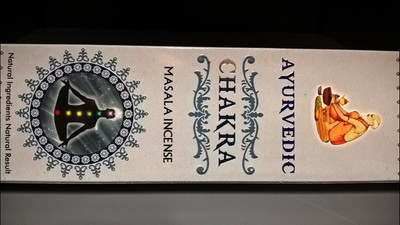 AYURVEDIC
CHAKRA
MASALA INCENSE
Natural Ingredients Natural Result